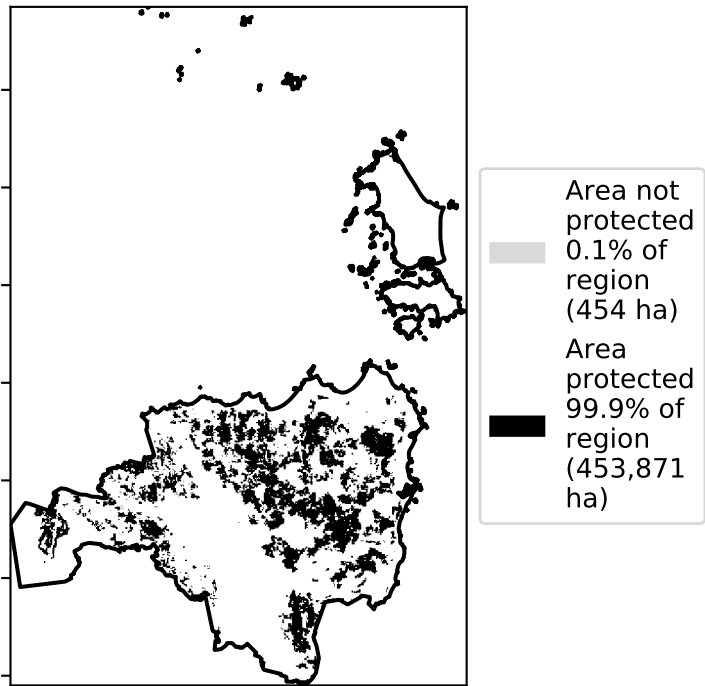 Area not
protected
0.1% of
region
(454 ha)
Area
protected
99.9% of
region
(453,871
ha)